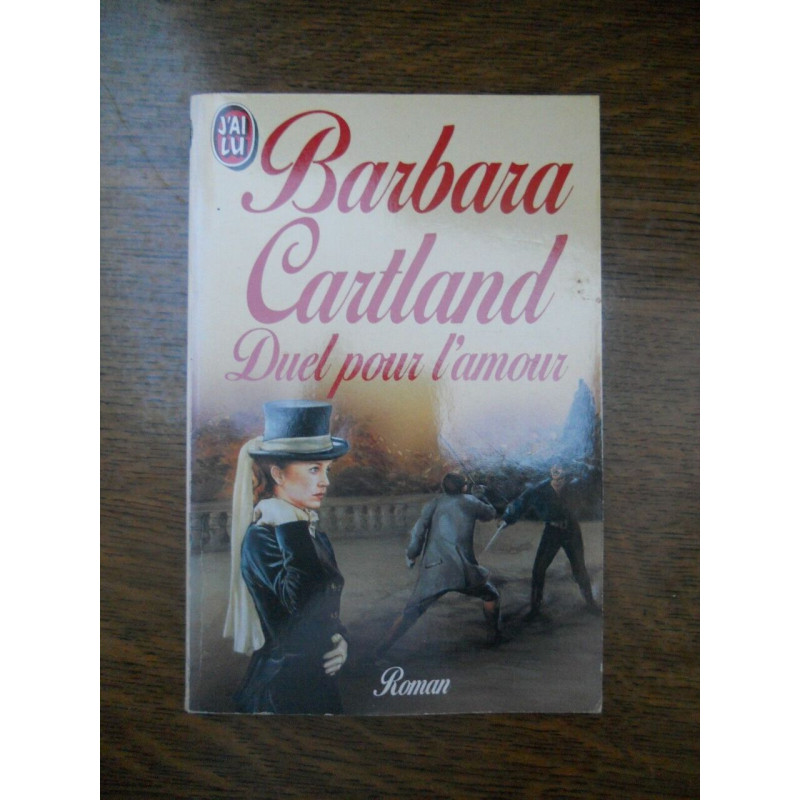 J'AI
LU
Barbara
Cartland
Duel pour l'amour
Roman